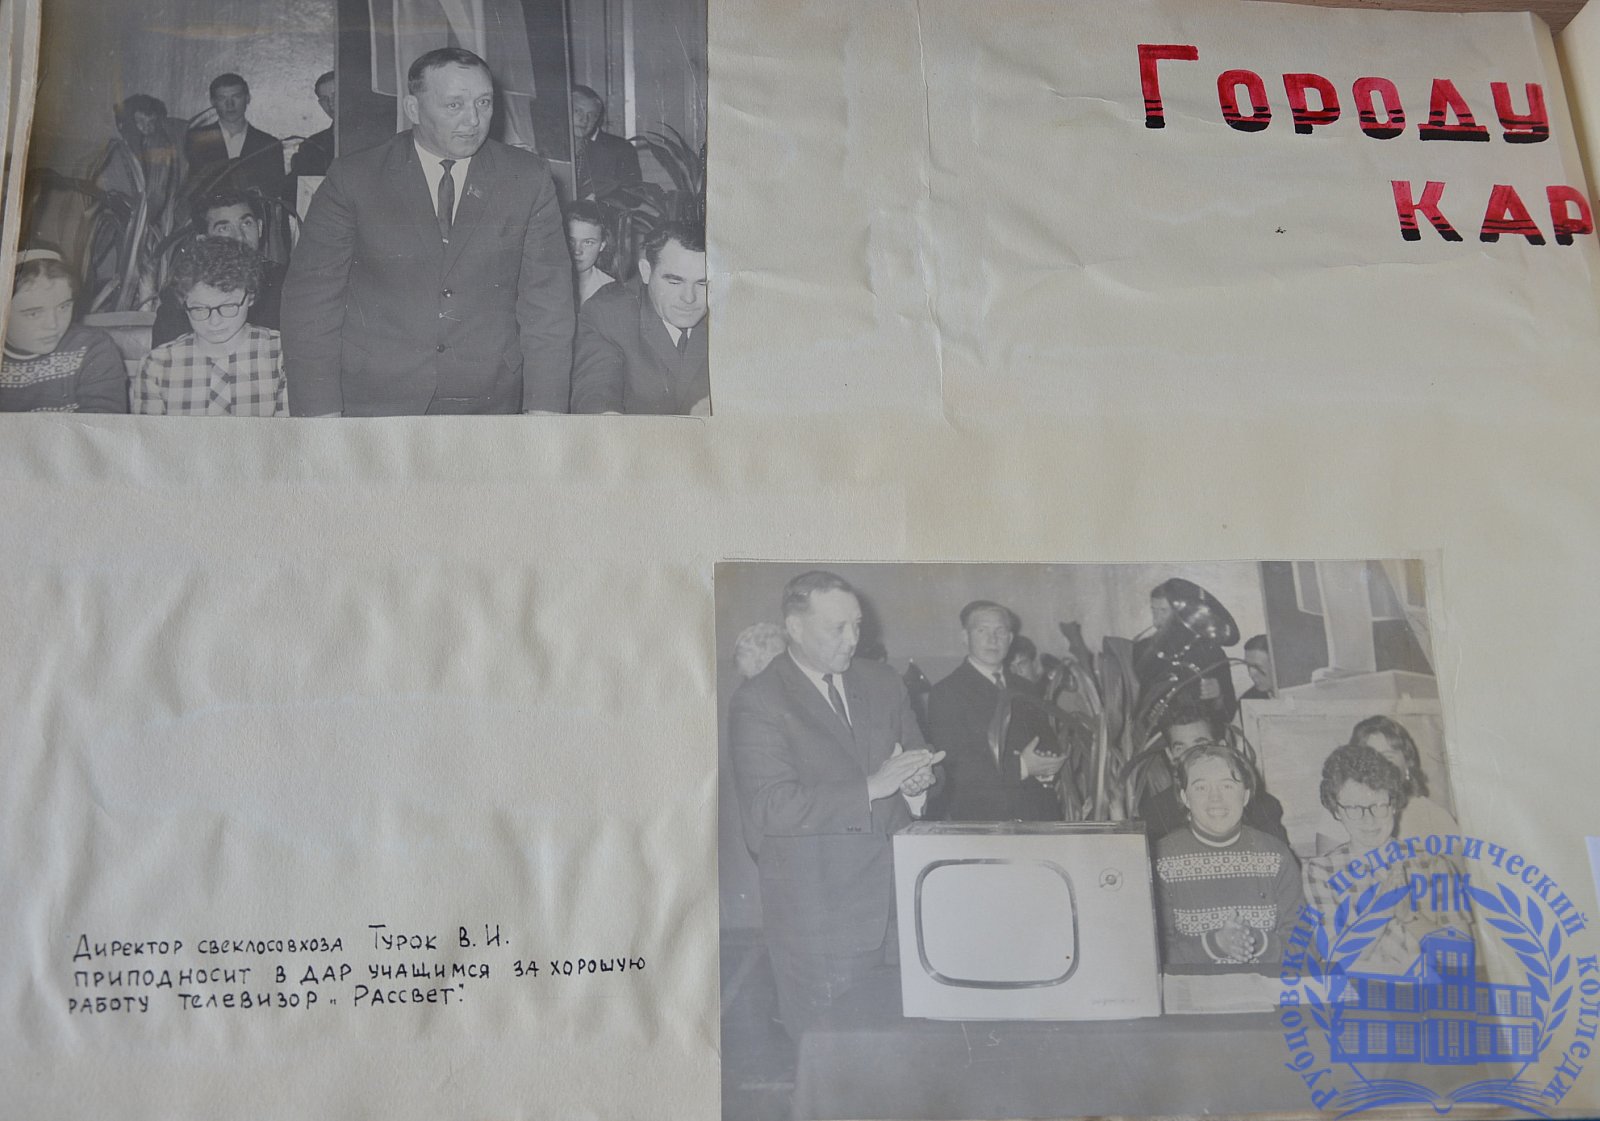 Городу
кар
Директор свеклосовхоза Турок В. И.
приподносит в дар учащимся за хорошую
работу телевизор „Рассвет".
Рубцовский педагогический колледж
РПК